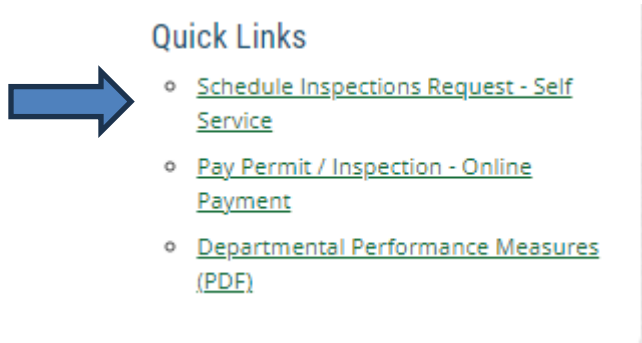 Quick Links
Schedule Inspections Request - Self
Service
Pay Permit / Inspection - Online
Payment
Departmental Performance Measures
(PDF)